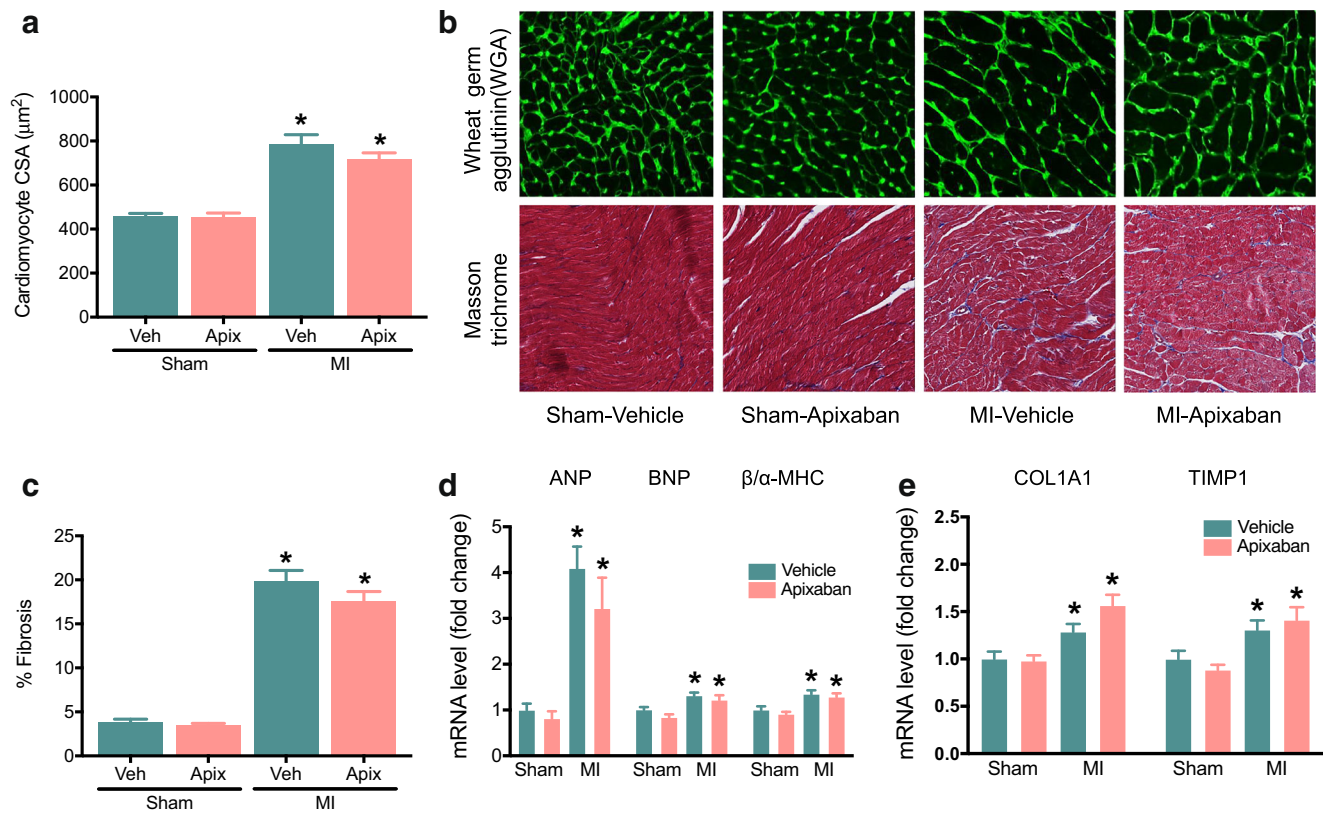 a
Cardiomyocyte CSA (μm²)
1000
800
600
400
200
0
*
*
Veh Apix Veh Apix
Sham MI
b
Wheat germ
agglutinin(WGA)
Masson
trichrome
Sham-Vehicle Sham-Apixaban MI-Vehicle MI-Apixaban
c
% Fibrosis
25
20
15
10
5
0
*
*
Veh Apix Veh Apix
Sham MI
d
ANP BNP β/α-MHC
mRNA level (fold change)
5
4
3
2
1
0
* * * * * *
Vehicle
Apixaban
Sham MI Sham MI Sham MI
e
COL1A1 TIMP1
mRNA level (fold change)
2.5
2.0
1.5
1.0
0.5
0.0
* * * *
Vehicle
Apixaban
Sham MI Sham MI